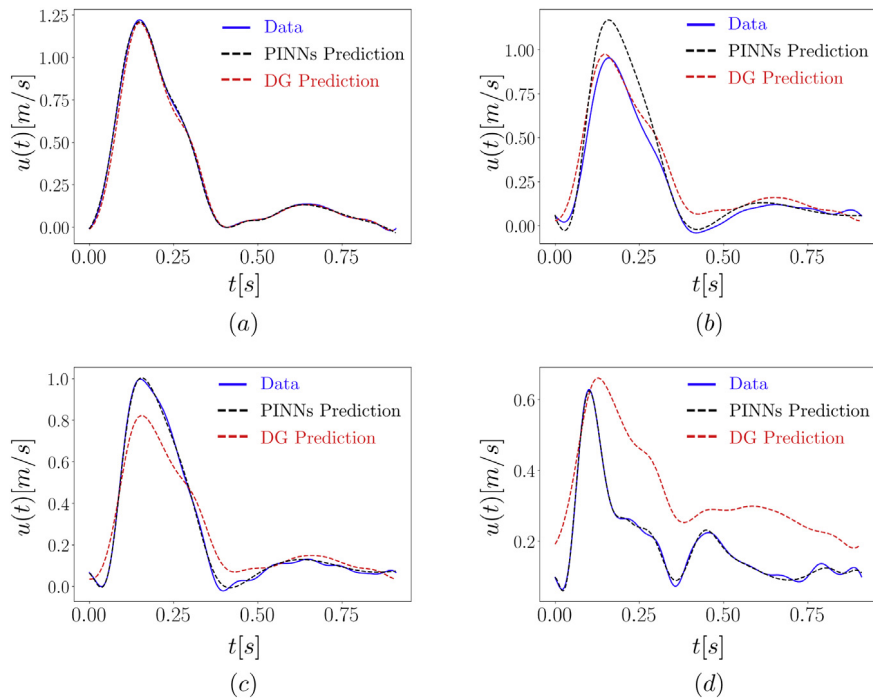 1.25
1.00
0.75
0.50
0.25
0.00
u(t)[m/s]
Data
PINNs Prediction
DG Prediction
0.00 0.25 0.50 0.75
t[s]
(a)
1.00
0.75
0.50
0.25
0.00
u(t)[m/s]
Data
PINNs Prediction
DG Prediction
0.00 0.25 0.50 0.75
t[s]
(b)
1.0
0.8
0.6
0.4
0.2
0.0
u(t)[m/s]
Data
PINNs Prediction
DG Prediction
0.00 0.25 0.50 0.75
t[s]
(c)
0.6
0.4
0.2
u(t)[m/s]
Data
PINNs Prediction
DG Prediction
0.00 0.25 0.50 0.75
t[s]
(d)